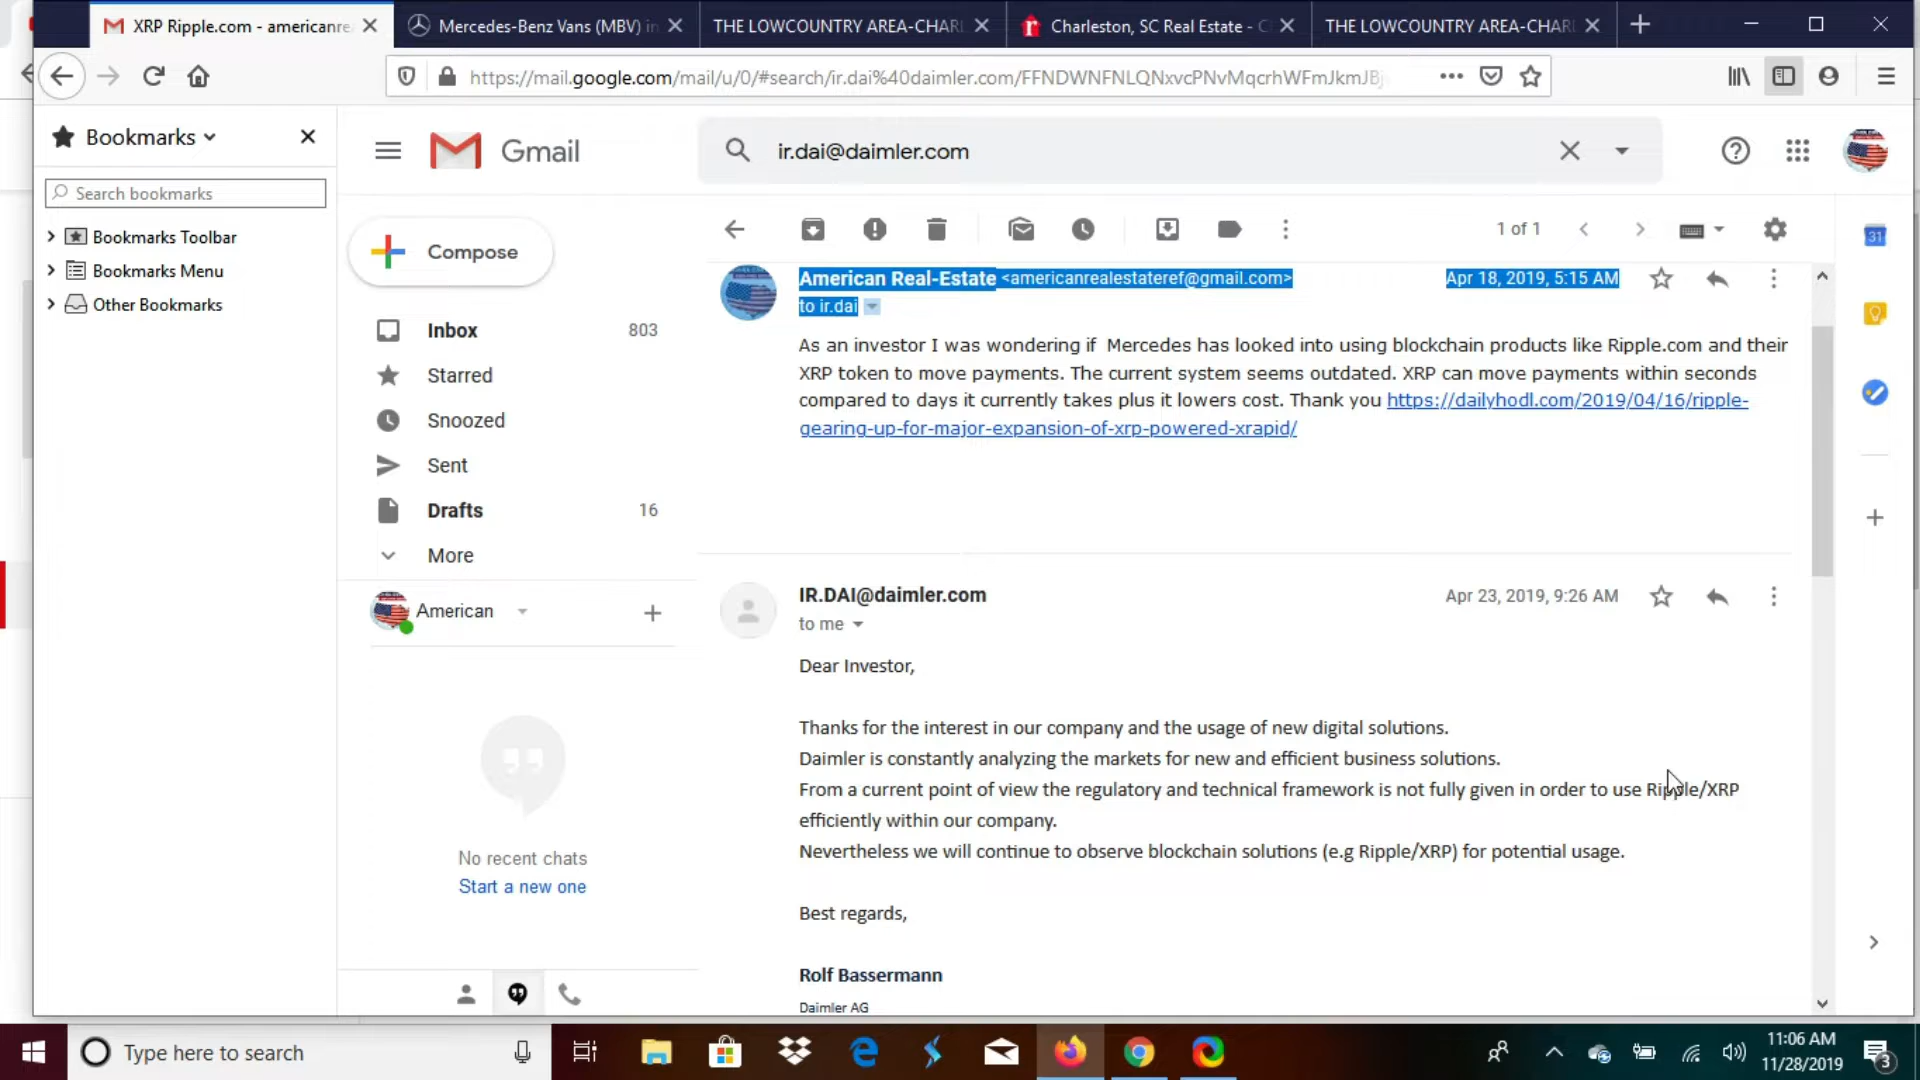 XRP Ripple.com - americanre
Mercedes-Benz Vans (MBV) in
THE LOWCOUNTRY AREA-CHARL
Charleston, SC Real Estate - C
THE LOWCOUNTRY AREA-CHARL
https://mail.google.com/mail/u/0/#search/ir.dai%40daimler.com/FFNDWNFNLQNxvcPNvMqcrhWFmJkmJBj
Bookmarks
Gmail
ir.dai@daimler.com
Search bookmarks
Bookmarks Toolbar
Bookmarks Menu
Other Bookmarks
Compose
1 of 1
31
Inbox 803
Starred
Snoozed
Sent
Drafts 16
More
American
No recent chats
Start a new one
American Real-Estate <americanrealestateref@gmail.com> Apr 18, 2019, 5:15 AM
to ir.dai
As an investor I was wondering if Mercedes has looked into using blockchain products like Ripple.com and their
XRP token to move payments. The current system seems outdated. XRP can move payments within seconds
compared to days it currently takes plus it lowers cost. Thank you https://dailyhodl.com/2019/04/16/ripple-
gearing-up-for-major-expansion-of-xrp-powered-xrapid/
IR.DAI@daimler.com Apr 23, 2019, 9:26 AM
to me
Dear Investor,
Thanks for the interest in our company and the usage of new digital solutions.
Daimler is constantly analyzing the markets for new and efficient business solutions.
From a current point of view the regulatory and technical framework is not fully given in order to use Ripple/XRP
efficiently within our company.
Nevertheless we will continue to observe blockchain solutions (e.g Ripple/XRP) for potential usage.
Best regards,
Rolf Bassermann
Daimler AG
Type here to search
11:06 AM
11/28/2019
3